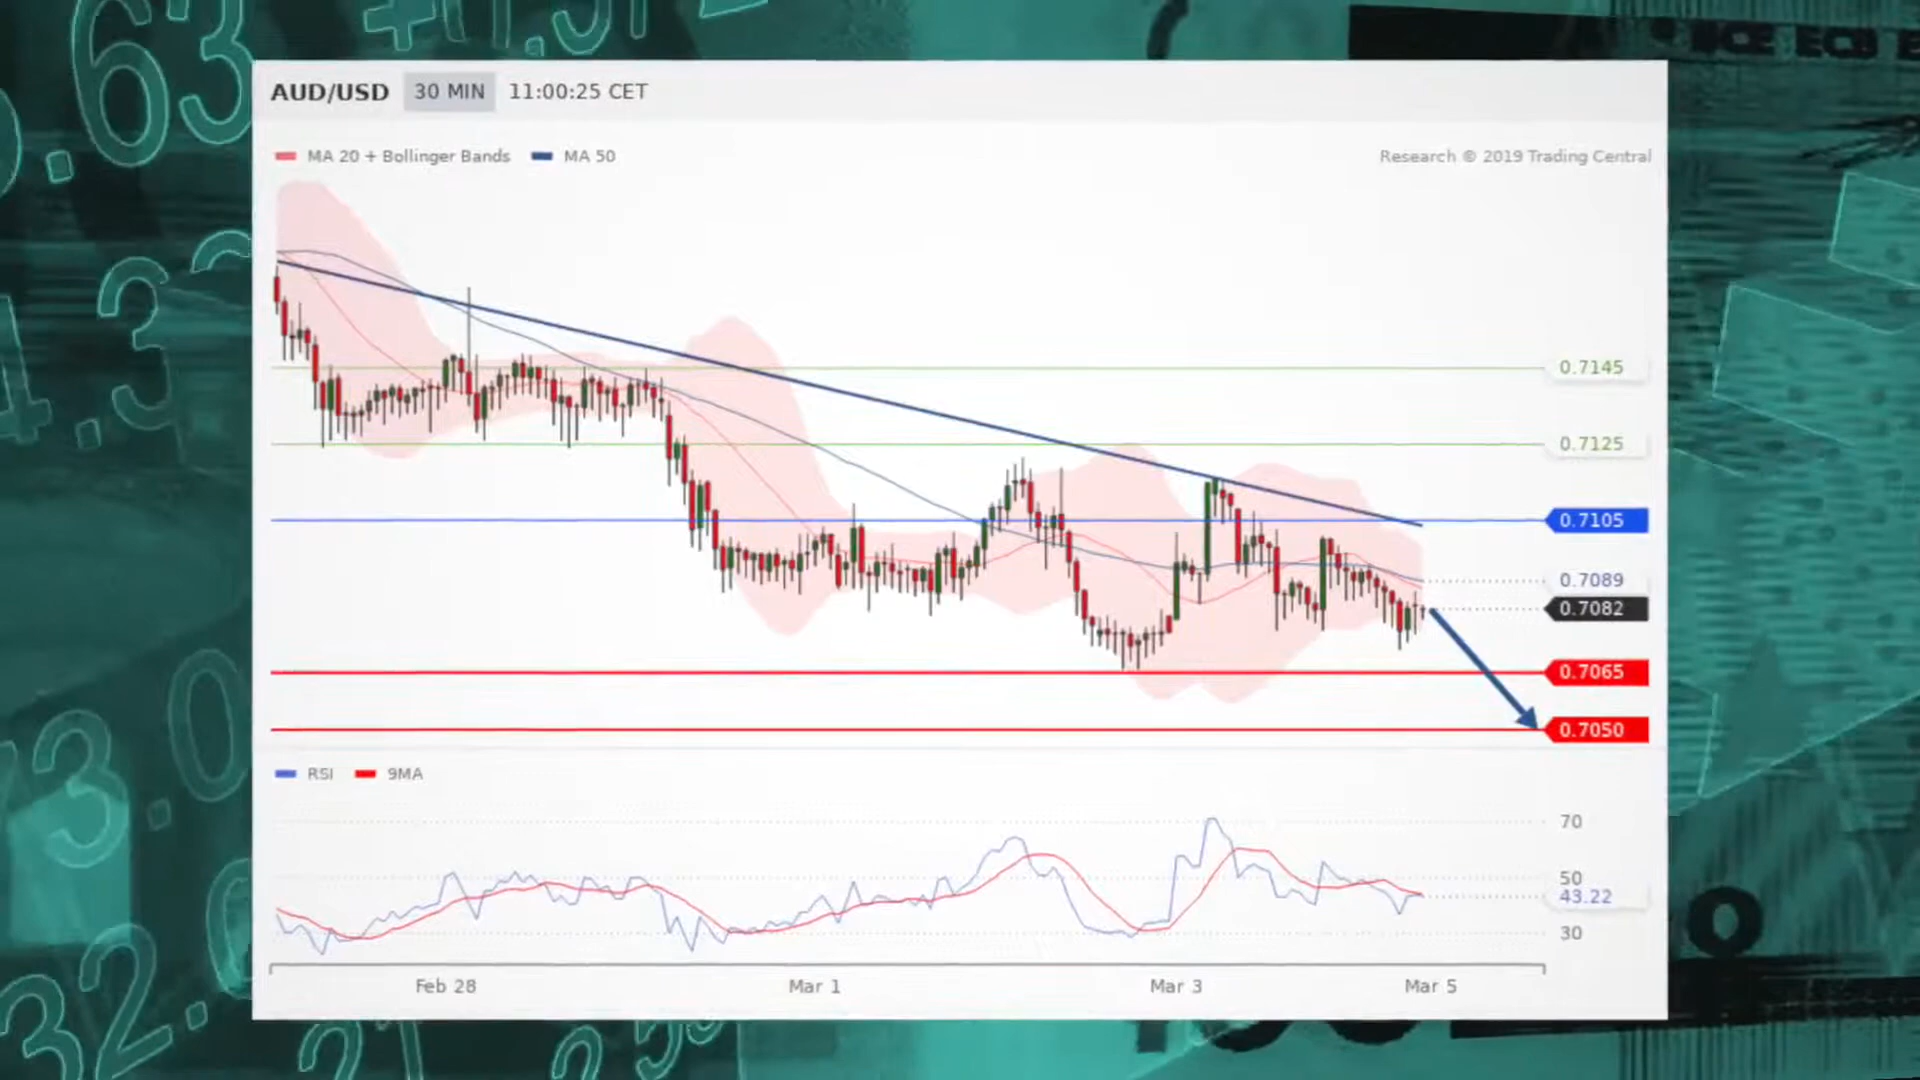 AUD/USD 30 MIN 11:00:25 CET
MA 20 + Bollinger Bands MA 50 Research © 2019 Trading Central
0.7145
0.7125
0.7105
0.7089
0.7082
0.7065
0.7050
RSI 9MA
70
50
43.22
30
Feb 28 Mar 1 Mar 3 Mar 5